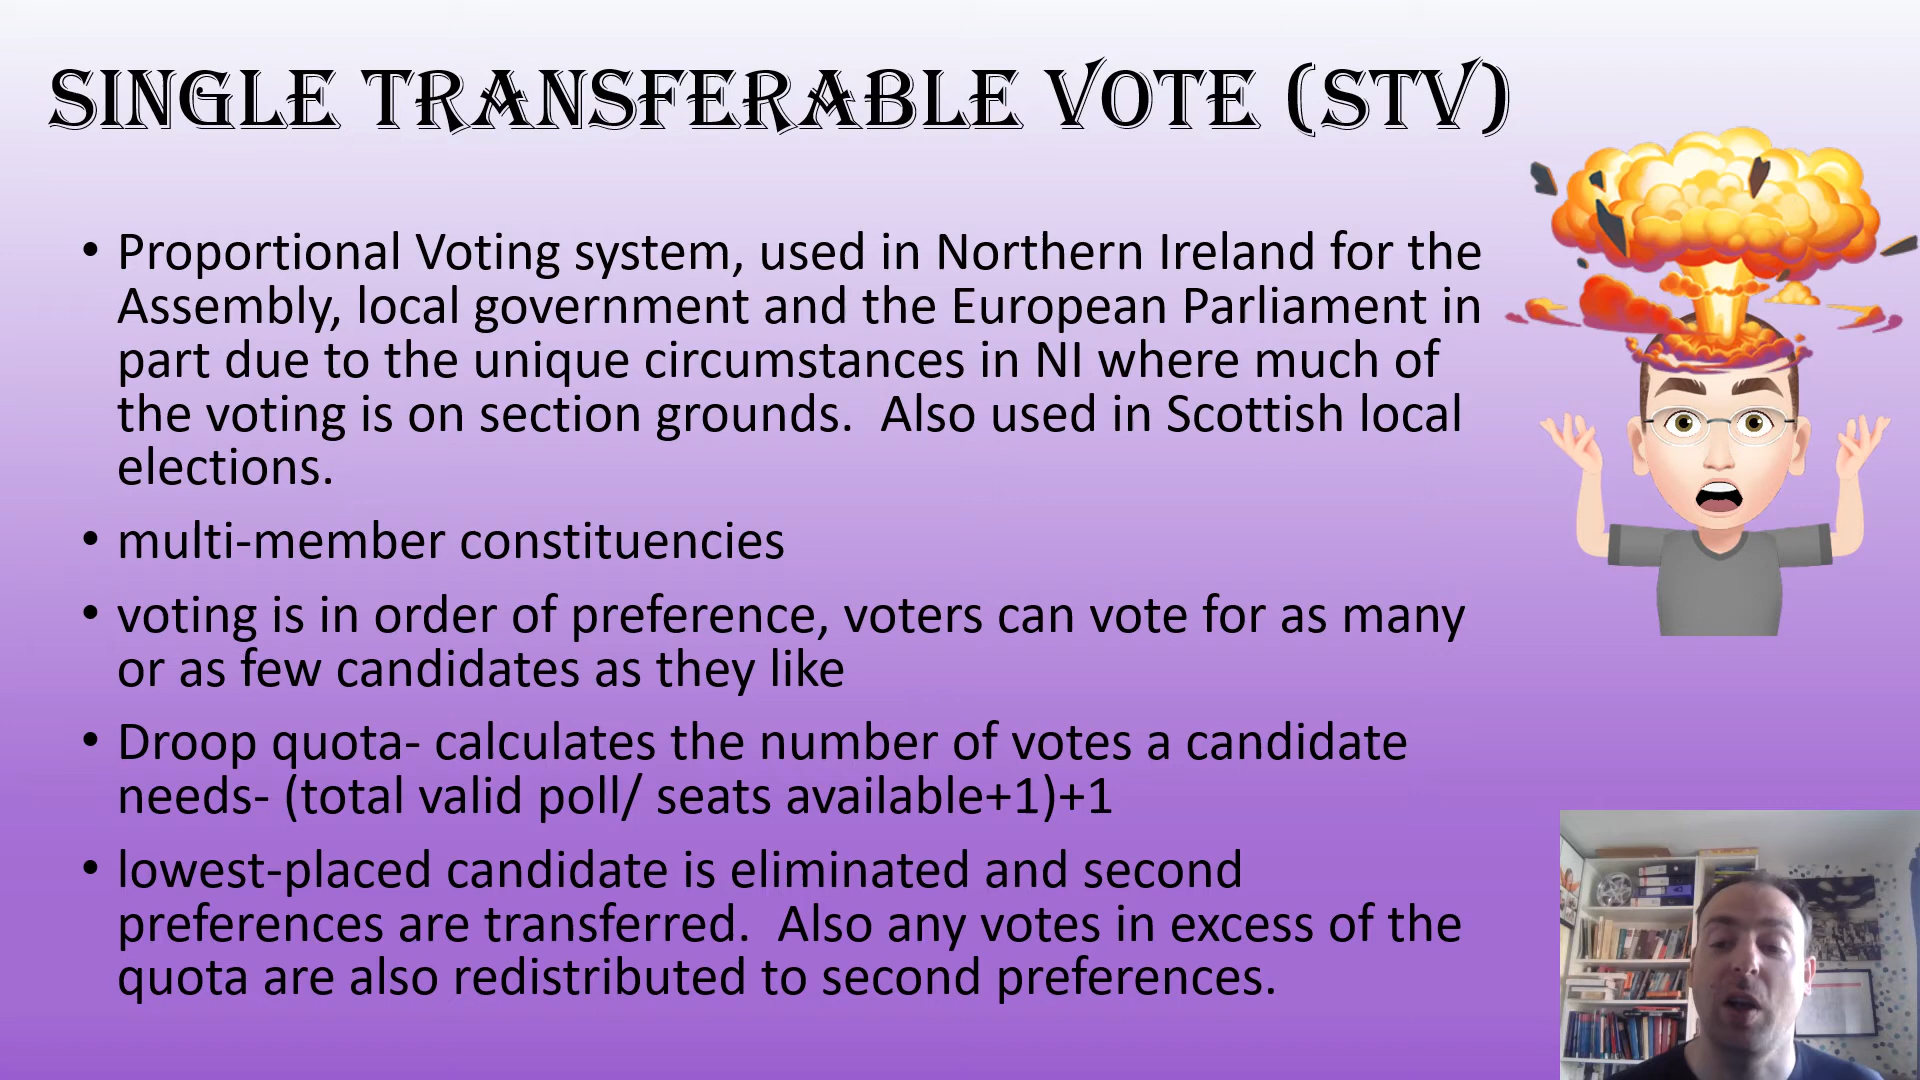 SINGLE TRANSFERABLE VOTE (STV)
• Proportional Voting system, used in Northern Ireland for the
Assembly, local government and the European Parliament in
part due to the unique circumstances in NI where much of
the voting is on section grounds.  Also used in Scottish local
elections.
• multi-member constituencies
• voting is in order of preference, voters can vote for as many
or as few candidates as they like
• Droop quota- calculates the number of votes a candidate
needs- (total valid poll/ seats available+1)+1
• lowest-placed candidate is eliminated and second
preferences are transferred.  Also any votes in excess of the
quota are also redistributed to second preferences.